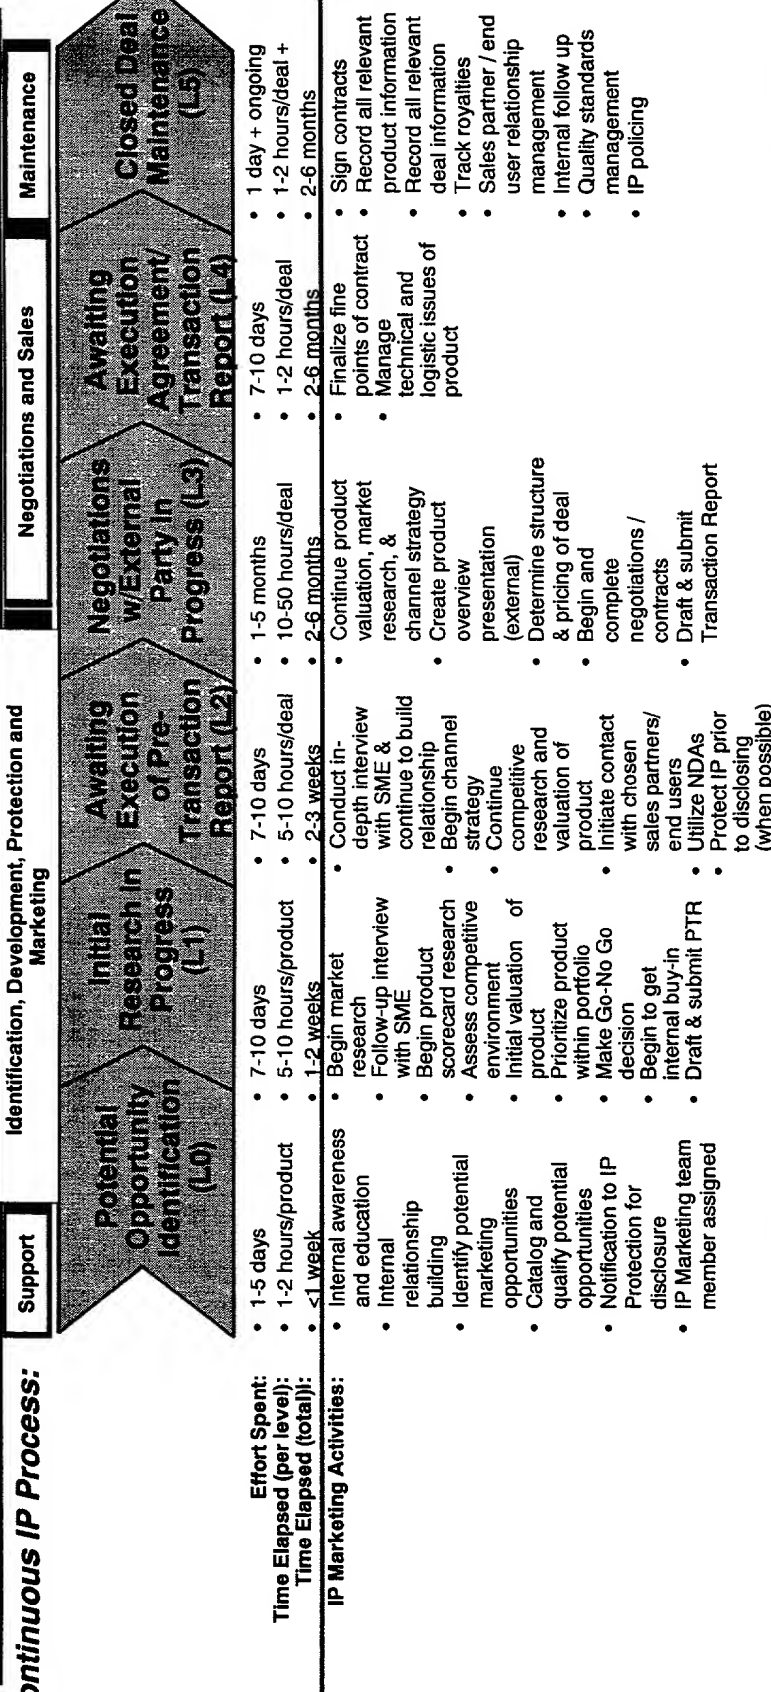 ontinuous IP Process:
Support
Identification, Development, Protection and
Marketing
Negotiations and Sales
Maintenance
Potential
Opportunity
Identification
(L0)
Initial
Research In
Progress
(L1)
Awaiting
Execution
of Pre-
Transaction
Report (L2)
Negotiations
w/External
Party In
Progress (L3)
Awaiting
Execution
Agreement/
Transaction
Report (L4)
Closed Deal
Maintenance
(L5)
Effort Spent:
Time Elapsed (per level):
Time Elapsed (total)):
• 1-5 days
• 1-2 hours/product
• <1 week
• 7-10 days
• 5-10 hours/product
• 1-2 weeks
• 7-10 days
• 5-10 hours/deal
• 2-3 weeks
• 1-5 months
• 10-50 hours/deal
• 2-6 months
• 7-10 days
• 1-2 hours/deal
• 2-6 months
• 1 day + ongoing
• 1-2 hours/deal +
• 2-6 months
IP Marketing Activities:
• Internal awareness
and education
• Internal
relationship
building
• Identify potential
marketing
opportunities
• Catalog and
qualify potential
opportunities
• Notification to IP
Protection for
disclosure
• IP Marketing team
member assigned
• Begin market
research
• Follow-up interview
with SME
• Begin product
scorecard research
• Assess competitive
environment
• Initial valuation of
product
• Prioritize product
within portfolio
• Make Go-No Go
decision
• Begin to get
internal buy-in
• Draft & submit PTR
• Conduct in-
depth interview
with SME &
continue to build
relationship
• Begin channel
strategy
• Continue
competitive
research and
valuation of
product
• Initiate contact
with chosen
sales partners/
end users
• Utilize NDAs
• Protect IP prior
to disclosing
(when possible)
• Continue product
valuation, market
research, &
channel strategy
• Create product
overview
presentation
(external)
• Determine structure
& pricing of deal
• Begin and
complete
negotiations /
contracts
• Draft & submit
Transaction Report
• Finalize fine
points of contract
• Manage
technical and
logistic issues of
product
• Sign contracts
• Record all relevant
product information
• Record all relevant
deal information
• Track royalties
• Sales partner / end
user relationship
management
• Internal follow up
• Quality standards
management
• IP policing